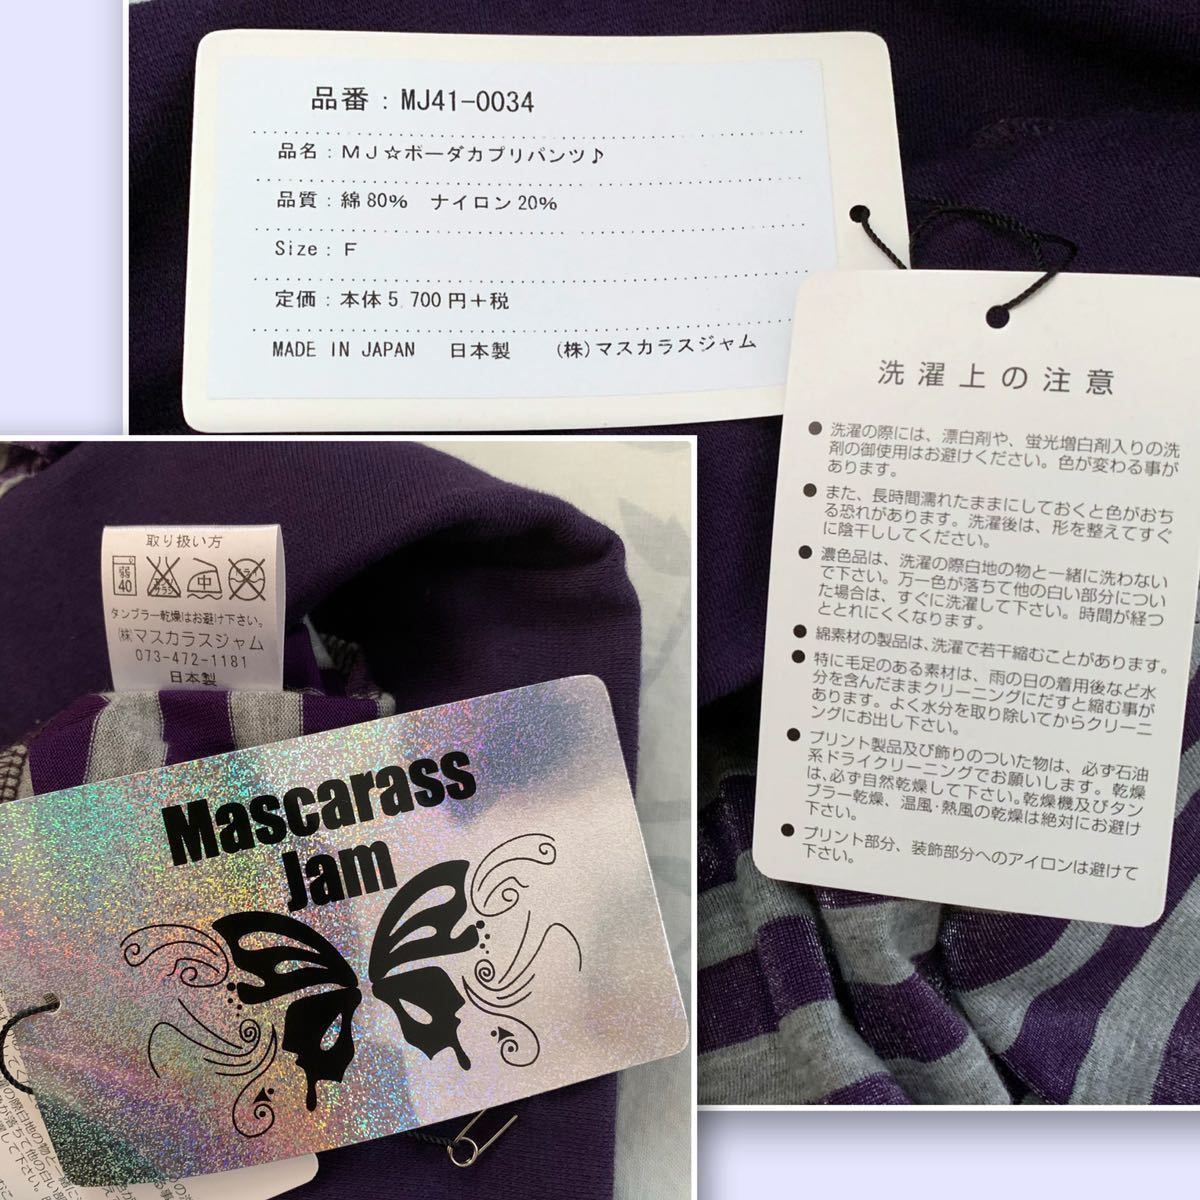 品番：MJ41-0034
品名：ＭＪ☆ボーダカプリパンツ♪
品質：綿80%　ナイロン20%
Size：Ｆ
定価：本体5,700円＋税
MADE IN JAPAN　日本製　(株)マスカラスジャム
洗濯上の注意
●洗濯の際には、漂白剤や、蛍光増白剤入りの洗
剤の御使用はお避けください。色が変わる事が
あります。
●また、長時間濡れたままにしておくと色がおち
る恐れがあります。洗濯後は、形を整えてすぐ
に陰干ししてください。
●濃色品は、洗濯の際白地の物と一緒に洗わない
で下さい。万一色が落ちて他の白い部分につい
た場合は、すぐに洗濯して下さい。時間が経つ
ととれにくくなります。
●綿素材の製品は、洗濯で若干縮むことがあります。
●特に毛足のある素材は、雨の日の着用後など水
分を含んだままクリーニングにだすと縮む事が
あります。よく水分を取り除いてからクリーニ
ングにお出し下さい。
●プリント製品及び飾りのついた物は、必ず石油
系ドライクリーニングでお願いします。乾燥
は、必ず自然乾燥して下さい。乾燥機及びタン
ブラー乾燥、温風・熱風の乾燥は絶対にお避け
下さい。
●プリント部分、装飾部分へのアイロンは避けて
下さい。
取り扱い方
弱
40
エンソ
サラシ
中
タンブラー乾燥はお避け下さい。
㈱マスカラスジャム
073-472-1181
日本製
Mascarass
Jam